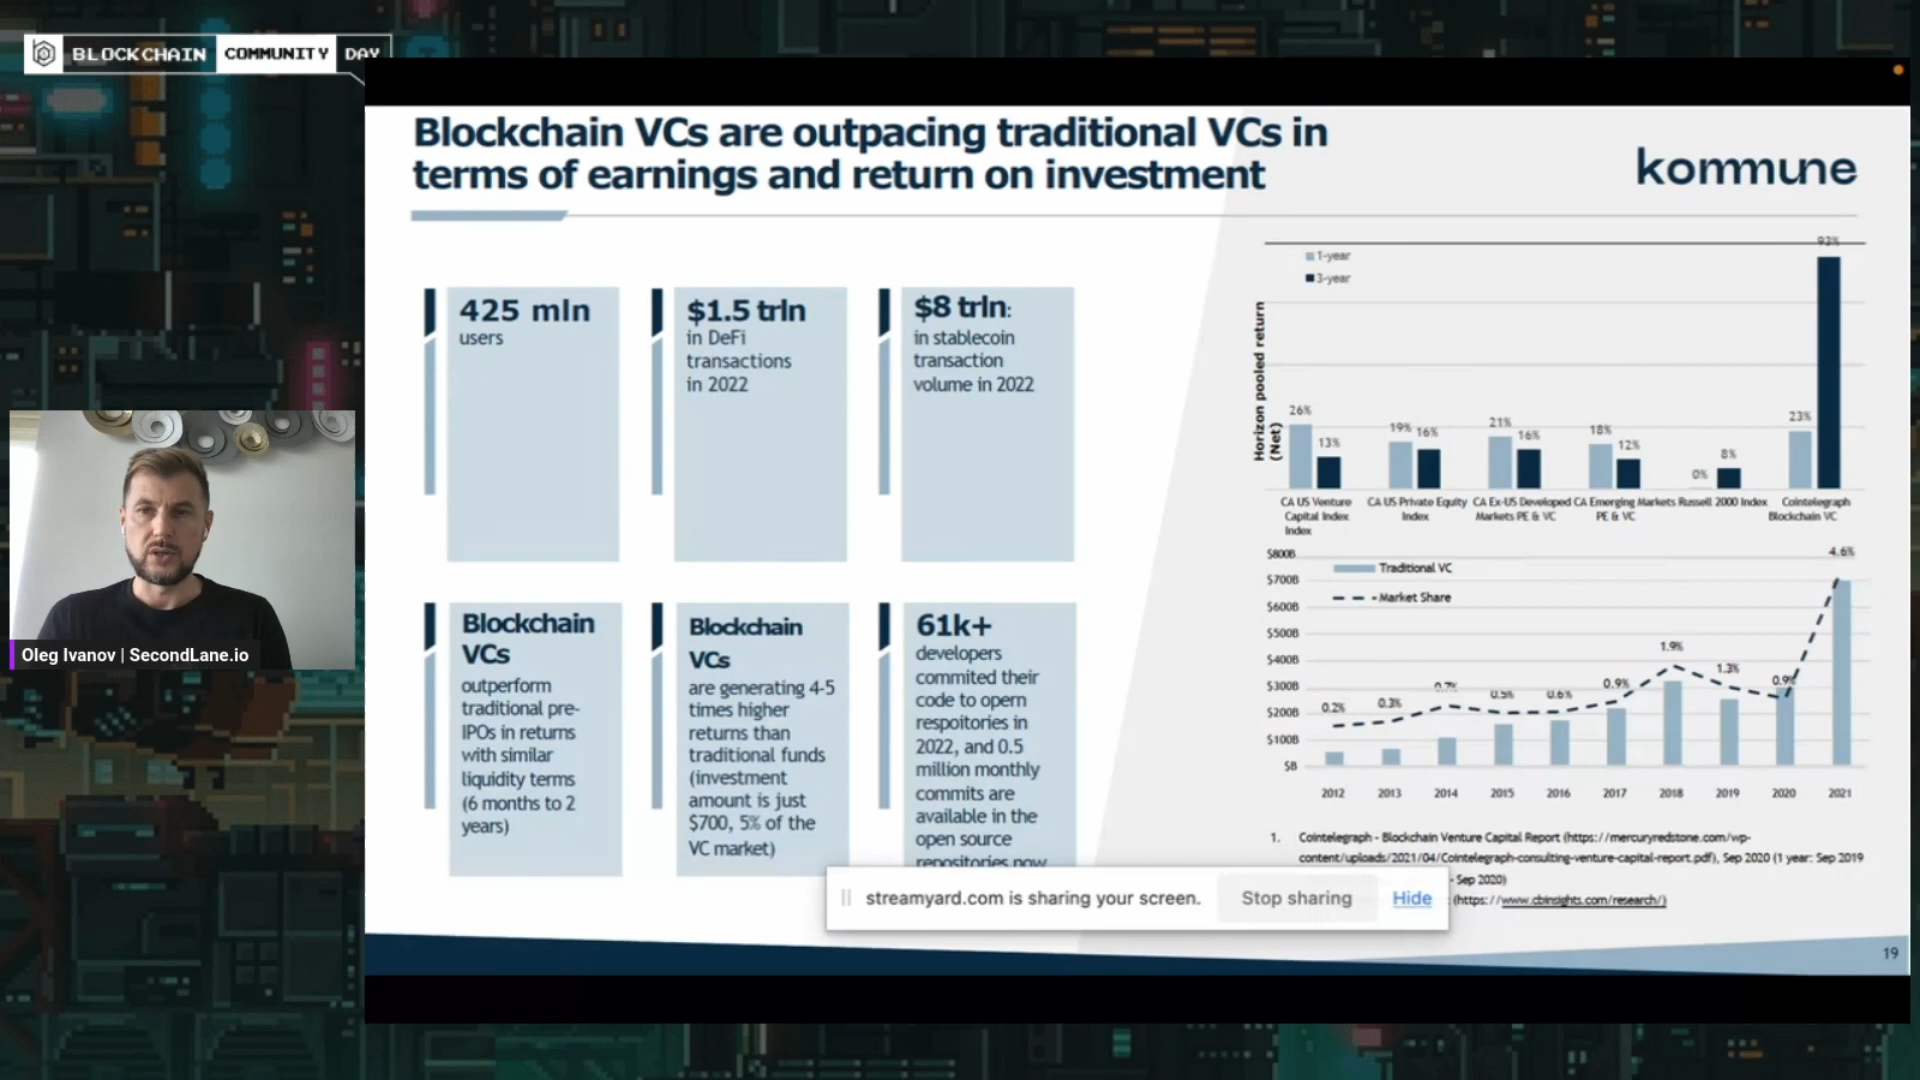 BLOCKCHAIN COMMUNITY DAY
Blockchain VCs are outpacing traditional VCs in
terms of earnings and return on investment
kommune
425 mln
users
$1.5 trln
in DeFi
transactions
in 2022
$8 trln:
in stablecoin
transaction
volume in 2022
Blockchain
VCs
outperform
traditional pre-
IPOs in returns
with similar
liquidity terms
(6 months to 2
years)
Blockchain
VCs
are generating 4-5
times higher
returns than
traditional funds
(investment
amount is just
$700, 5% of the
VC market)
61k+
developers
commited their
code to opern
respoitories in
2022, and 0.5
million monthly
commits are
available in the
open source
repositories now
1-year
3-year
Horizon pooled return
(Net)
26%
13%
19%
16%
21%
16%
18%
12%
0%
8%
23%
93%
CA US Venture
Capital Index
Index
CA US Private Equity
Index
CA Ex-US Developed
Markets PE & VC
CA Emerging Markets
PE & VC
Russell 2000 Index
Cointelegraph
Blockchain VC
$800B
$700B
$600B
$500B
$400B
$300B
$200B
$100B
$B
Traditional VC
Market Share
0.2%
0.3%
0.7%
0.5%
0.6%
0.9%
1.9%
1.3%
0.9%
4.6%
2012
2013
2014
2015
2016
2017
2018
2019
2020
2021
1. Cointelegraph - Blockchain Venture Capital Report (https://mercuryredstone.com/wp-
content/uploads/2021/04/Cointelegraph-consulting-venture-capital-report.pdf), Sep 2020 (1 year: Sep 2019
- Sep 2020)
(https://www.cbinsights.com/research/)
streamyard.com is sharing your screen.
Stop sharing
Hide
19
Oleg Ivanov | SecondLane.io